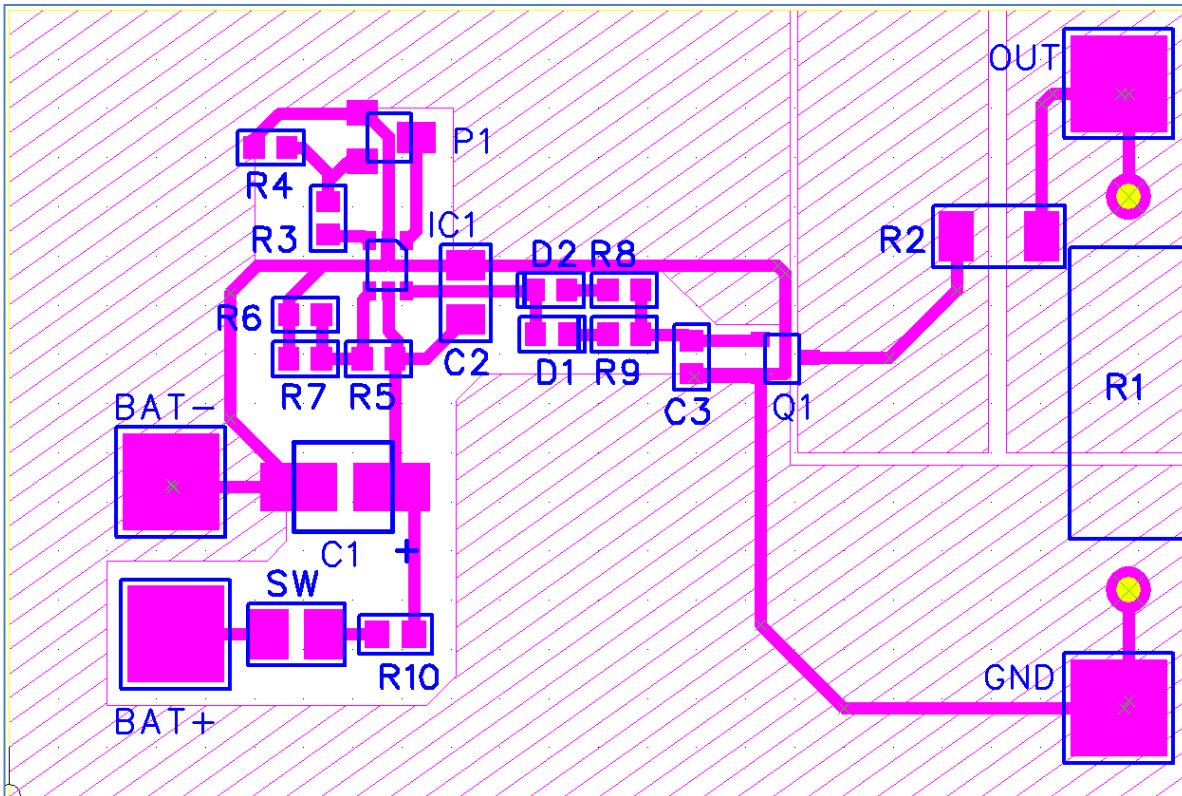 OUT
P1
R4
IC1
R3
R2
D2
R8
R6
C2
D1
R9
R7
R5
R1
C3
Q1
BAT-
C1
+
SW
R10
GND
BAT+